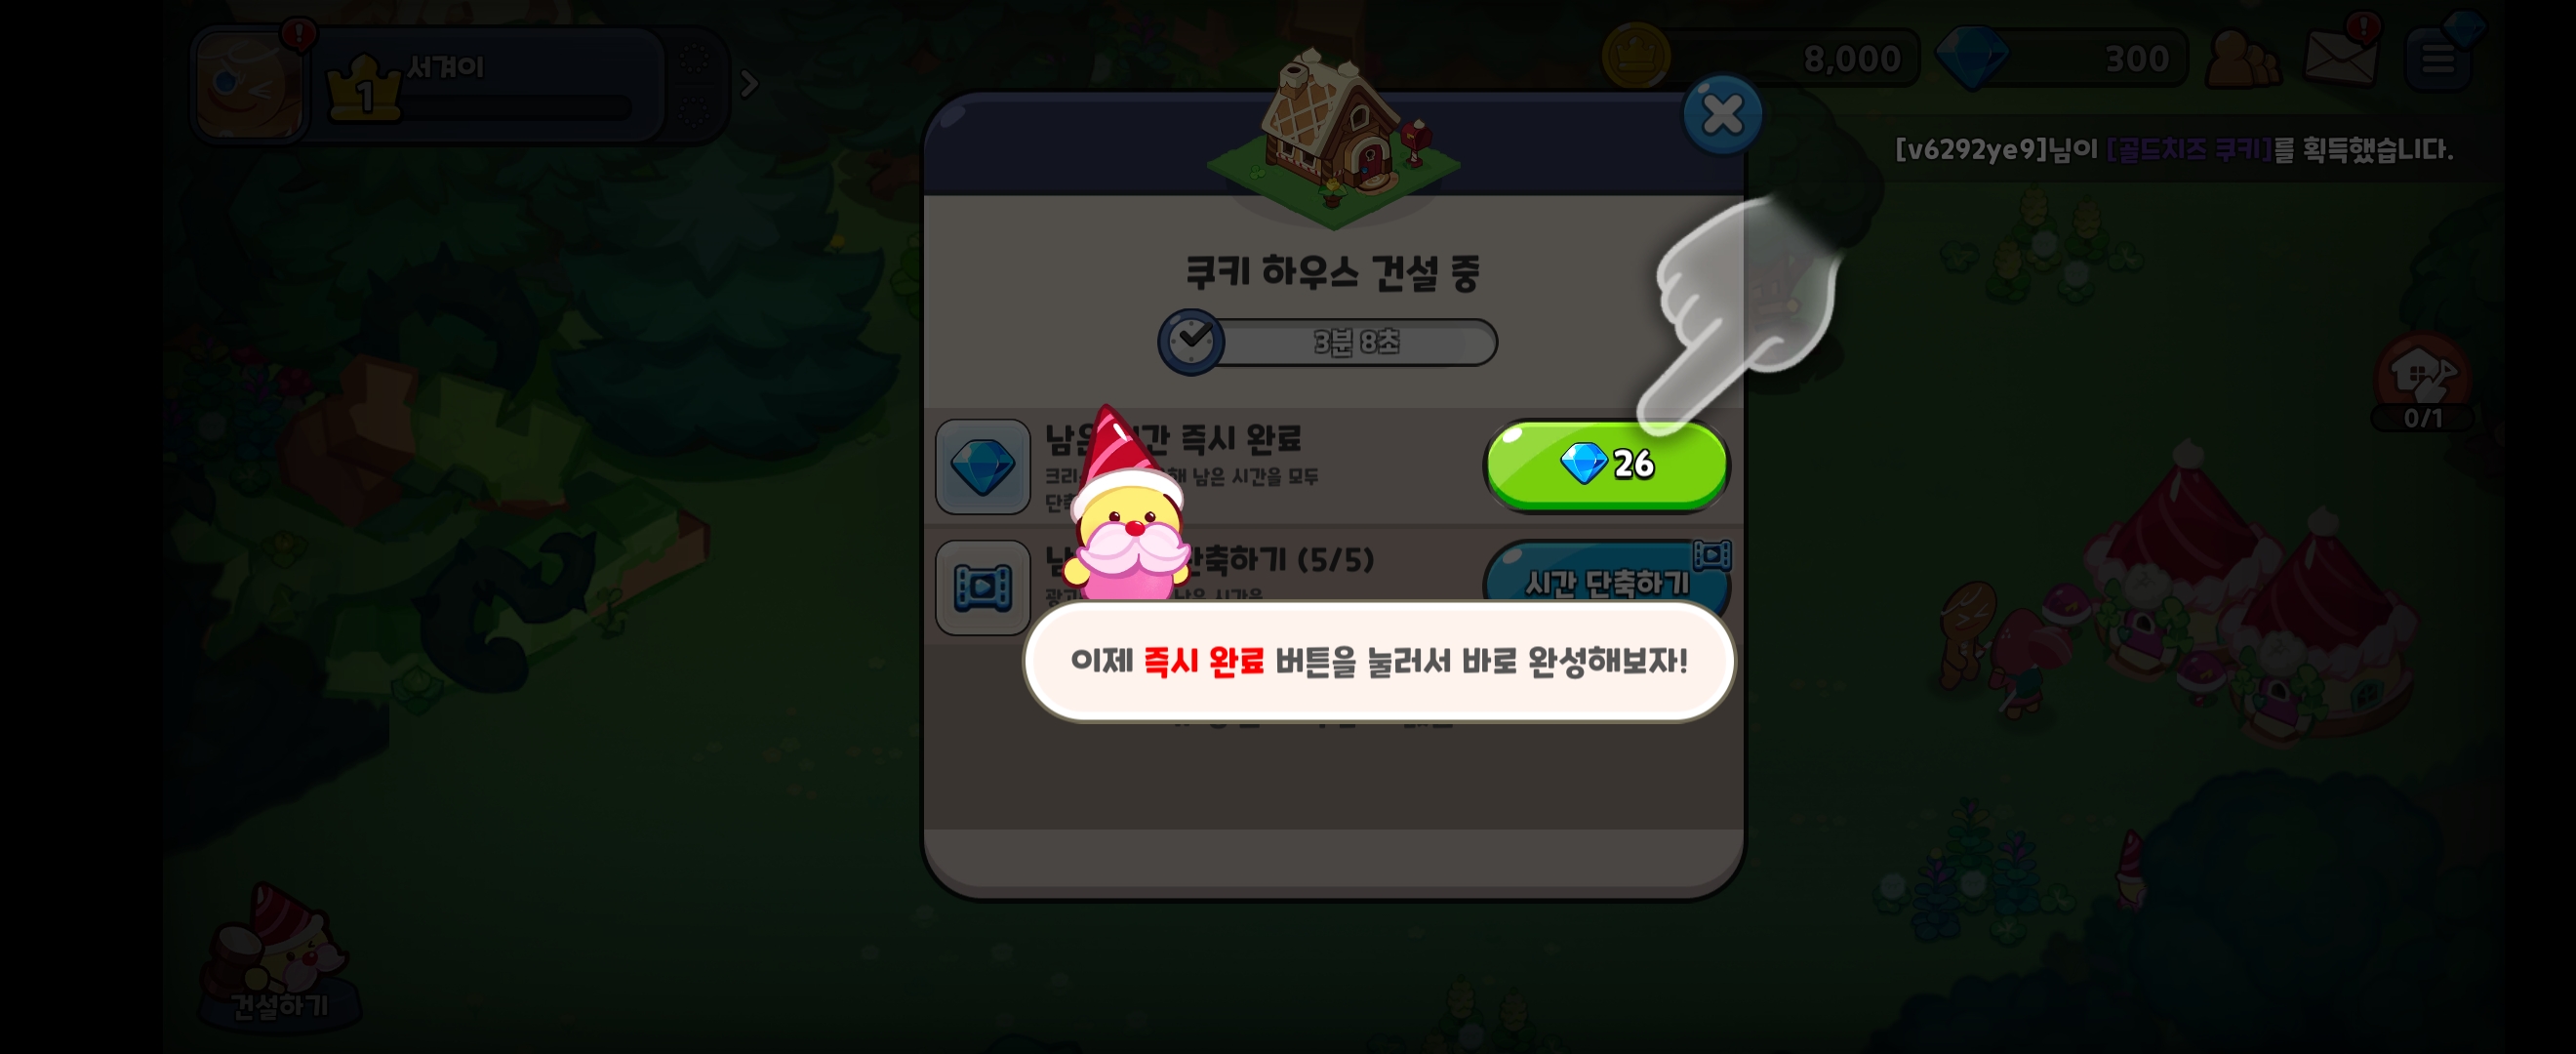 1
서겨이
8,000
300
[v6292ye9]님이 [골드치즈 쿠키]를 획득했습니다.
쿠키 하우스 건설 중
3분 8초
즉시 완료
남은 시간을 모두
26
단축하기 (5/5)
시간 단축하기
0/1
이제 즉시 완료 버튼을 눌러서 바로 완성해보자!
건설하기